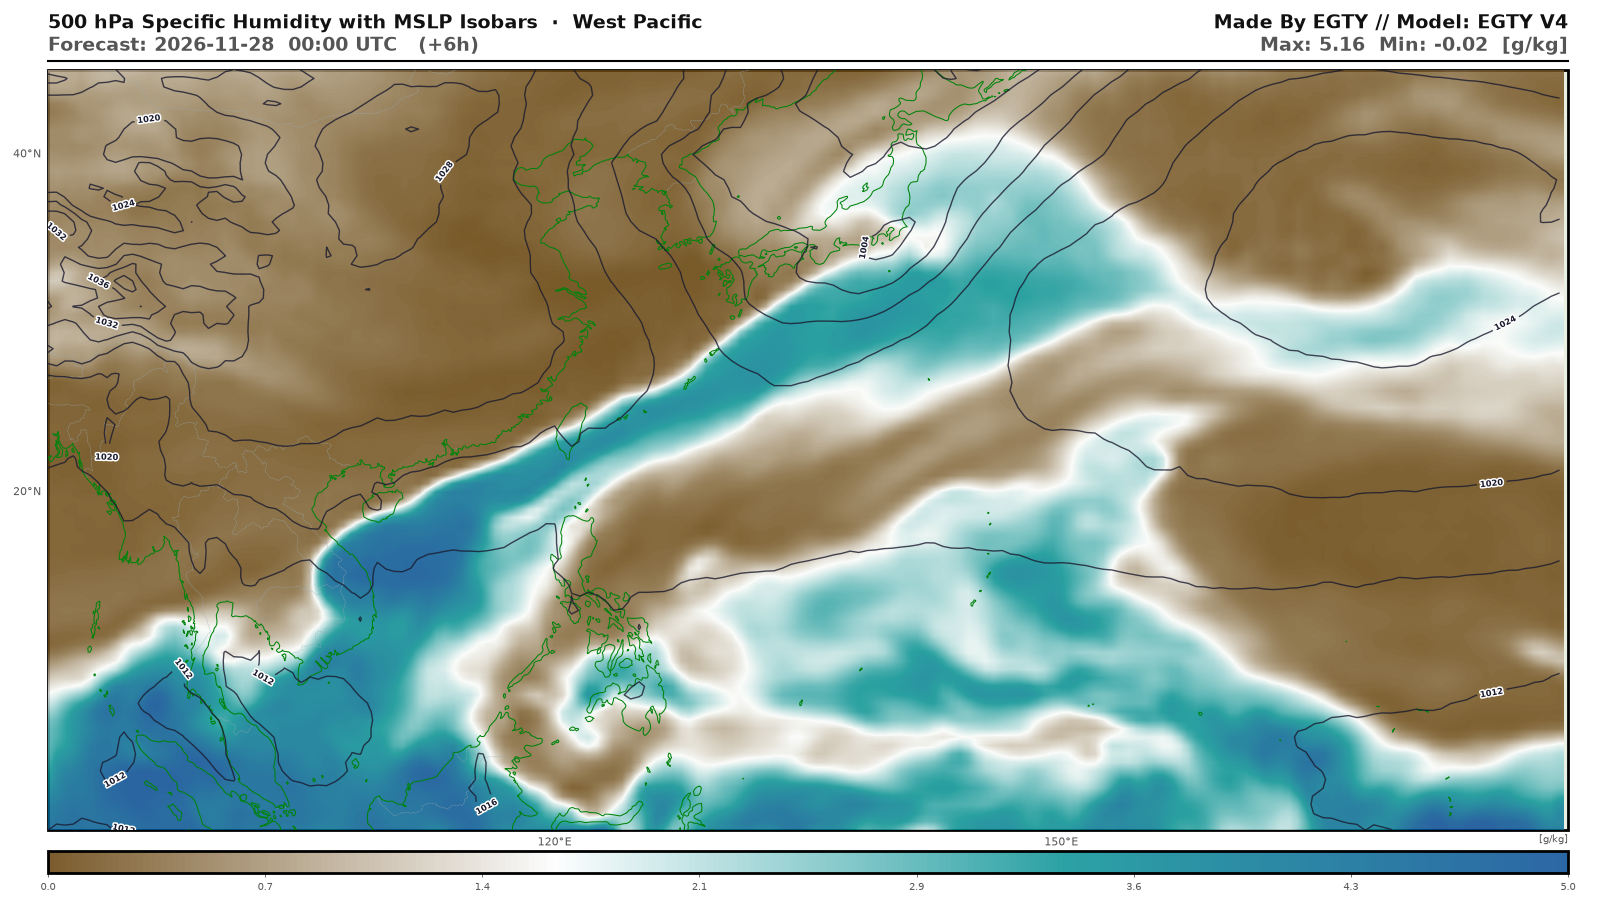 500 hPa Specific Humidity with MSLP Isobars · West Pacific
Made By EGTY // Model: EGTY V4
Forecast: 2026-11-28 00:00 UTC (+6h)
Max: 5.16 Min: -0.02 [g/kg]
1020
40°N
1028
1024
1032
1004
1036
1032
1024
1020
1020
20°N
1012
1012
1012
1012
1016
1012
120°E
150°E
[g/kg]
0.0
0.7
1.4
2.1
2.9
3.6
4.3
5.0